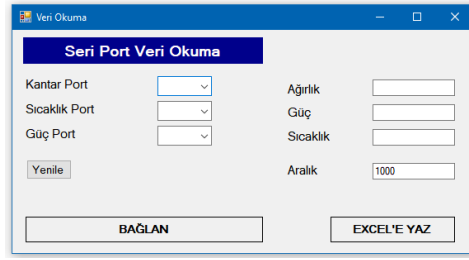 Veri Okuma
Seri Port Veri Okuma
Kantar Port
Sıcaklık Port
Güç Port
Yenile
Ağırlık
Güç
Sıcaklık
Aralık 1000
BAĞLAN
EXCEL'E YAZ